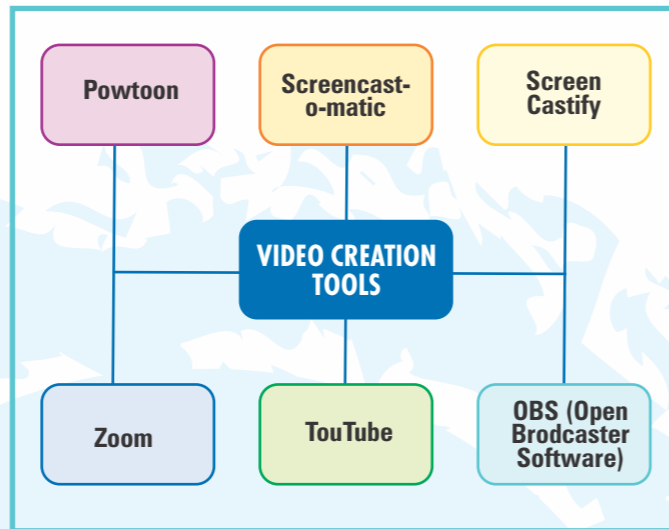 Powtoon
Screencast-
o-matic
Screen
Castify
VIDEO CREATION
TOOLS
Zoom
TouTube
OBS (Open
Brodcaster
Software)